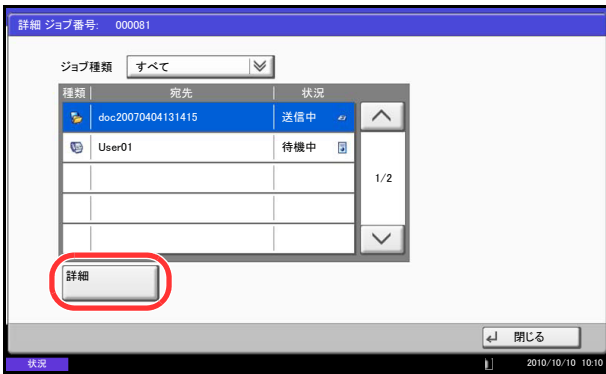 詳細 ジョブ番号: 000081
ジョブ種類 すべて
種類 宛先 状況
doc20070404131415 送信中
User01 待機中
1/2
詳細
閉じる
状況 2010/10/10 10:10